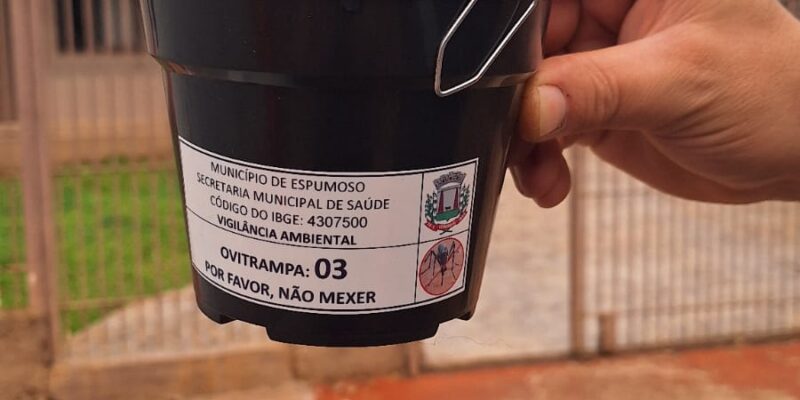 MUNICÍPIO DE ESPUMOSO
SECRETARIA MUNICIPAL DE SAÚDE
CÓDIGO DO IBGE: 4307500
VIGILÂNCIA AMBIENTAL
OVITRAMPA: 03
POR FAVOR, NÃO MEXER